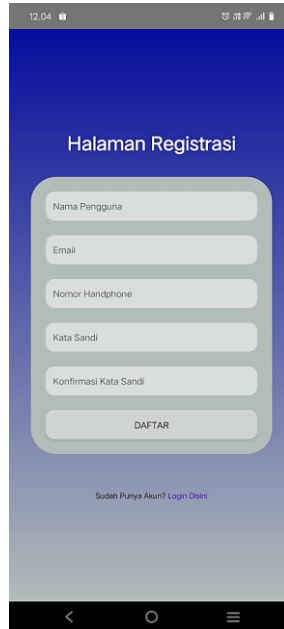 12.04
Halaman Registrasi
Nama Pengguna
Email
Nomor Handphone
Kata Sandi
Konfirmasi Kata Sandi
DAFTAR
Sudah Punya Akun? Login Disini